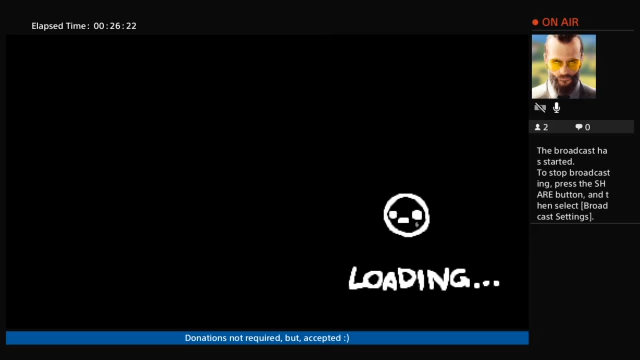 Elapsed Time: 00:26:22
ON AIR
2
0
The broadcast ha
s started.
To stop broadcast
ing, press the SH
ARE button, and t
hen select [Broad
cast Settings].
LOADING...
Donations not required, but, accepted :)